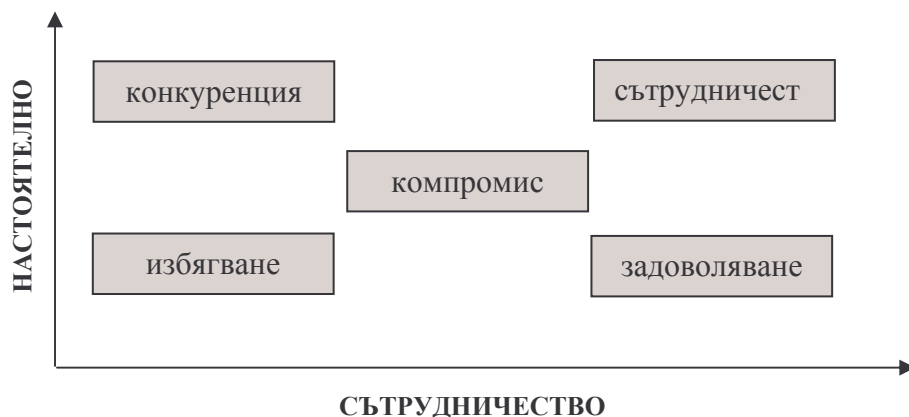 НАСТОЯТЕЛНО
конкуренция
сътрудничест
компромис
избягване
задоволяване
СЪТРУДНИЧЕСТВО